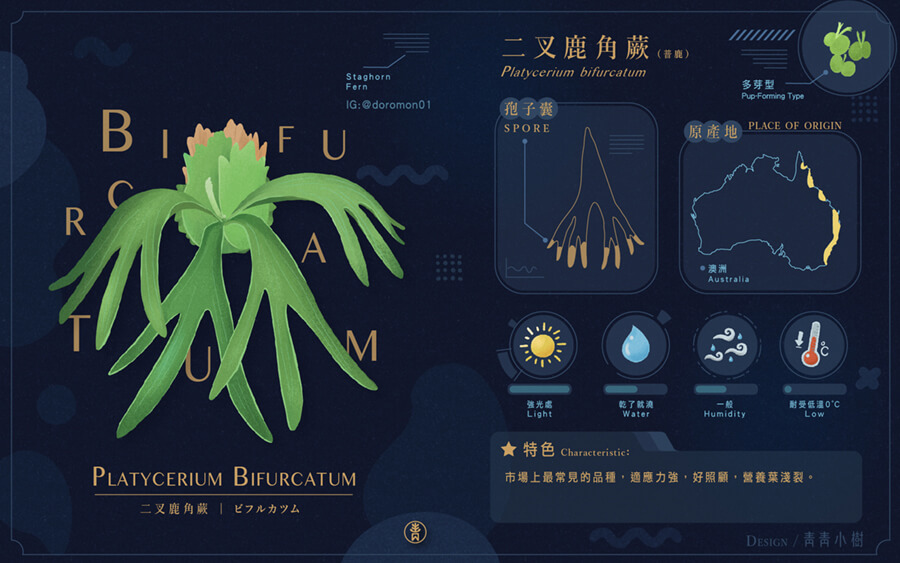 Staghorn
Fern
IG:@doromon01
BIFURCATUM
PLATYCERIUM BIFURCATUM
二叉鹿角蕨 | ビフルカツム
二叉鹿角蕨(普鹿)
Platycerium bifurcatum
多芽型
Pup-Forming Type
孢子囊
SPORE
原產地 PLACE OF ORIGIN
澳洲
Australia
強光處
Light
乾了就澆
Water
一般
Humidity
°C
耐受低溫0°C
Low
特色 Characteristic:
市場上最常見的品種,適應力強,好照顧,營養葉淺裂。
DESIGN / 青青小樹